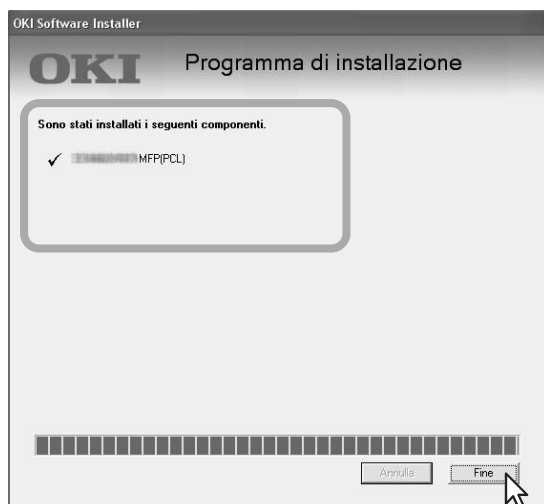 OKI Software Installer
OKI Programma di installazione
Sono stati installati i seguenti componenti.
MFP(PCL)
Annulla Fine